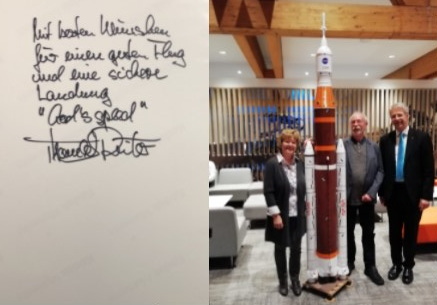 Mit besten Wünschen
für einen guten Flug
und eine sichere
Landung
"God's speed"